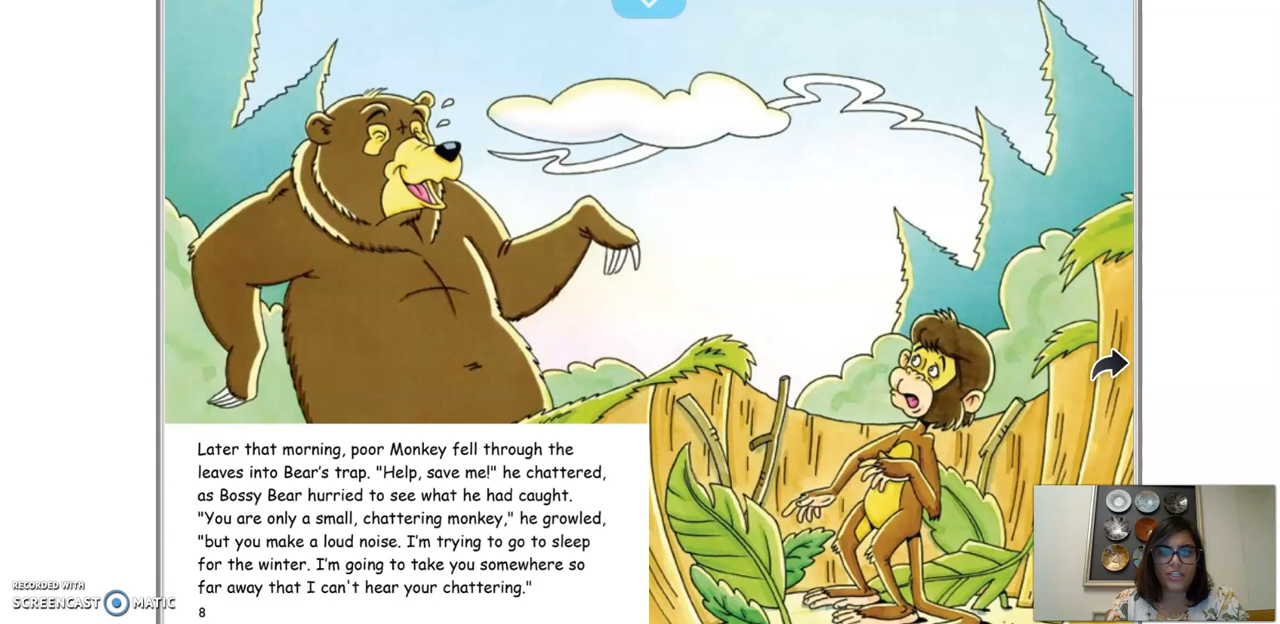 Later that morning, poor Monkey fell through the
leaves into Bear's trap. "Help, save me!" he chattered,
as Bossy Bear hurried to see what he had caught.
"You are only a small, chattering monkey," he growled,
"but you make a loud noise. I'm trying to go to sleep
for the winter. I'm going to take you somewhere so
far away that I can't hear your chattering."
8
RECORDED WITH
SCREENCAST MATIC